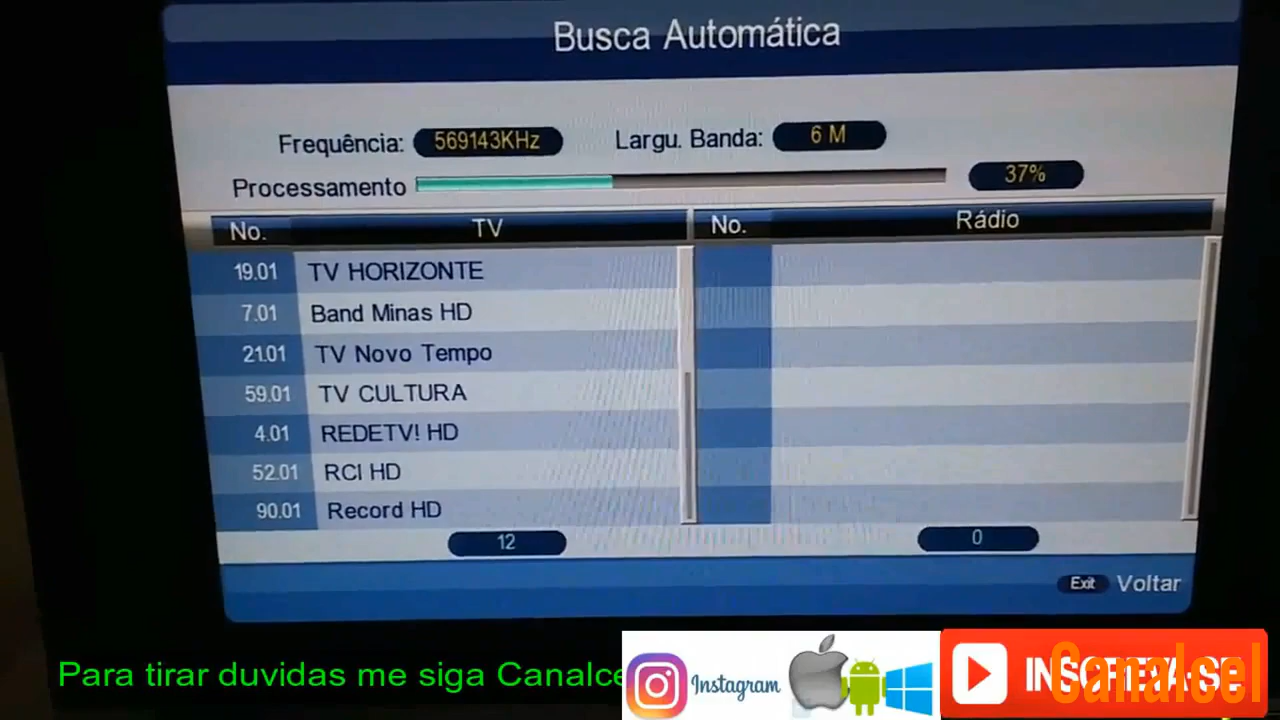 Busca Automática
Frequência: 569143KHz Largu. Banda: 6 M
Processamento 37%
No. TV No. Rádio
19.01 TV HORIZONTE
7.01 Band Minas HD
21.01 TV Novo Tempo
59.01 TV CULTURA
4.01 REDETV! HD
52.01 RCI HD
90.01 Record HD
12 0
Exit Voltar
Para tirar duvidas me siga Canalce
Instagram
INSCREVA-SE
Canalcel